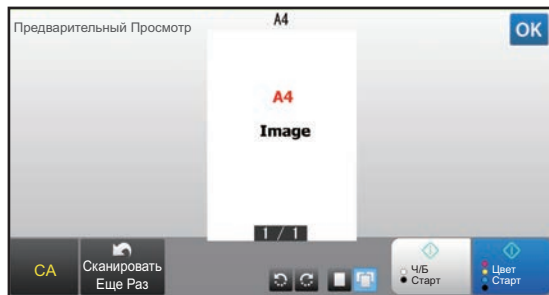 Предварительный Просмотр
A4
OK
A4
Image
1 / 1
CA
Сканировать
Еще Раз
Ч/Б
Старт
Цвет
Старт